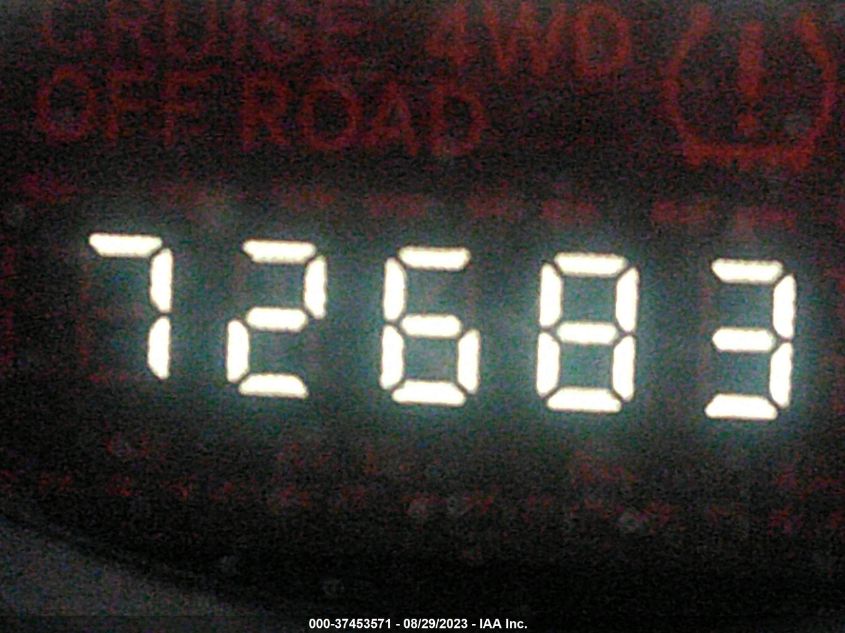 CRUISE 4WD
OFF ROAD
72683
000-37453571 - 08/29/2023 - IAA Inc.